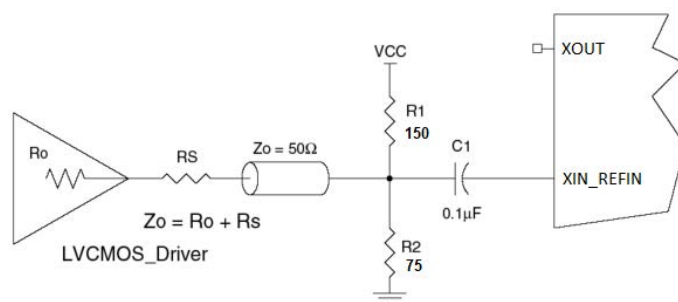 VCC
XOUT
R1
150
Ro
RS
Zo = 50Ω
C1
XIN_REFIN
0.1µF
Zo = Ro + Rs
LVCMOS_Driver
R2
75